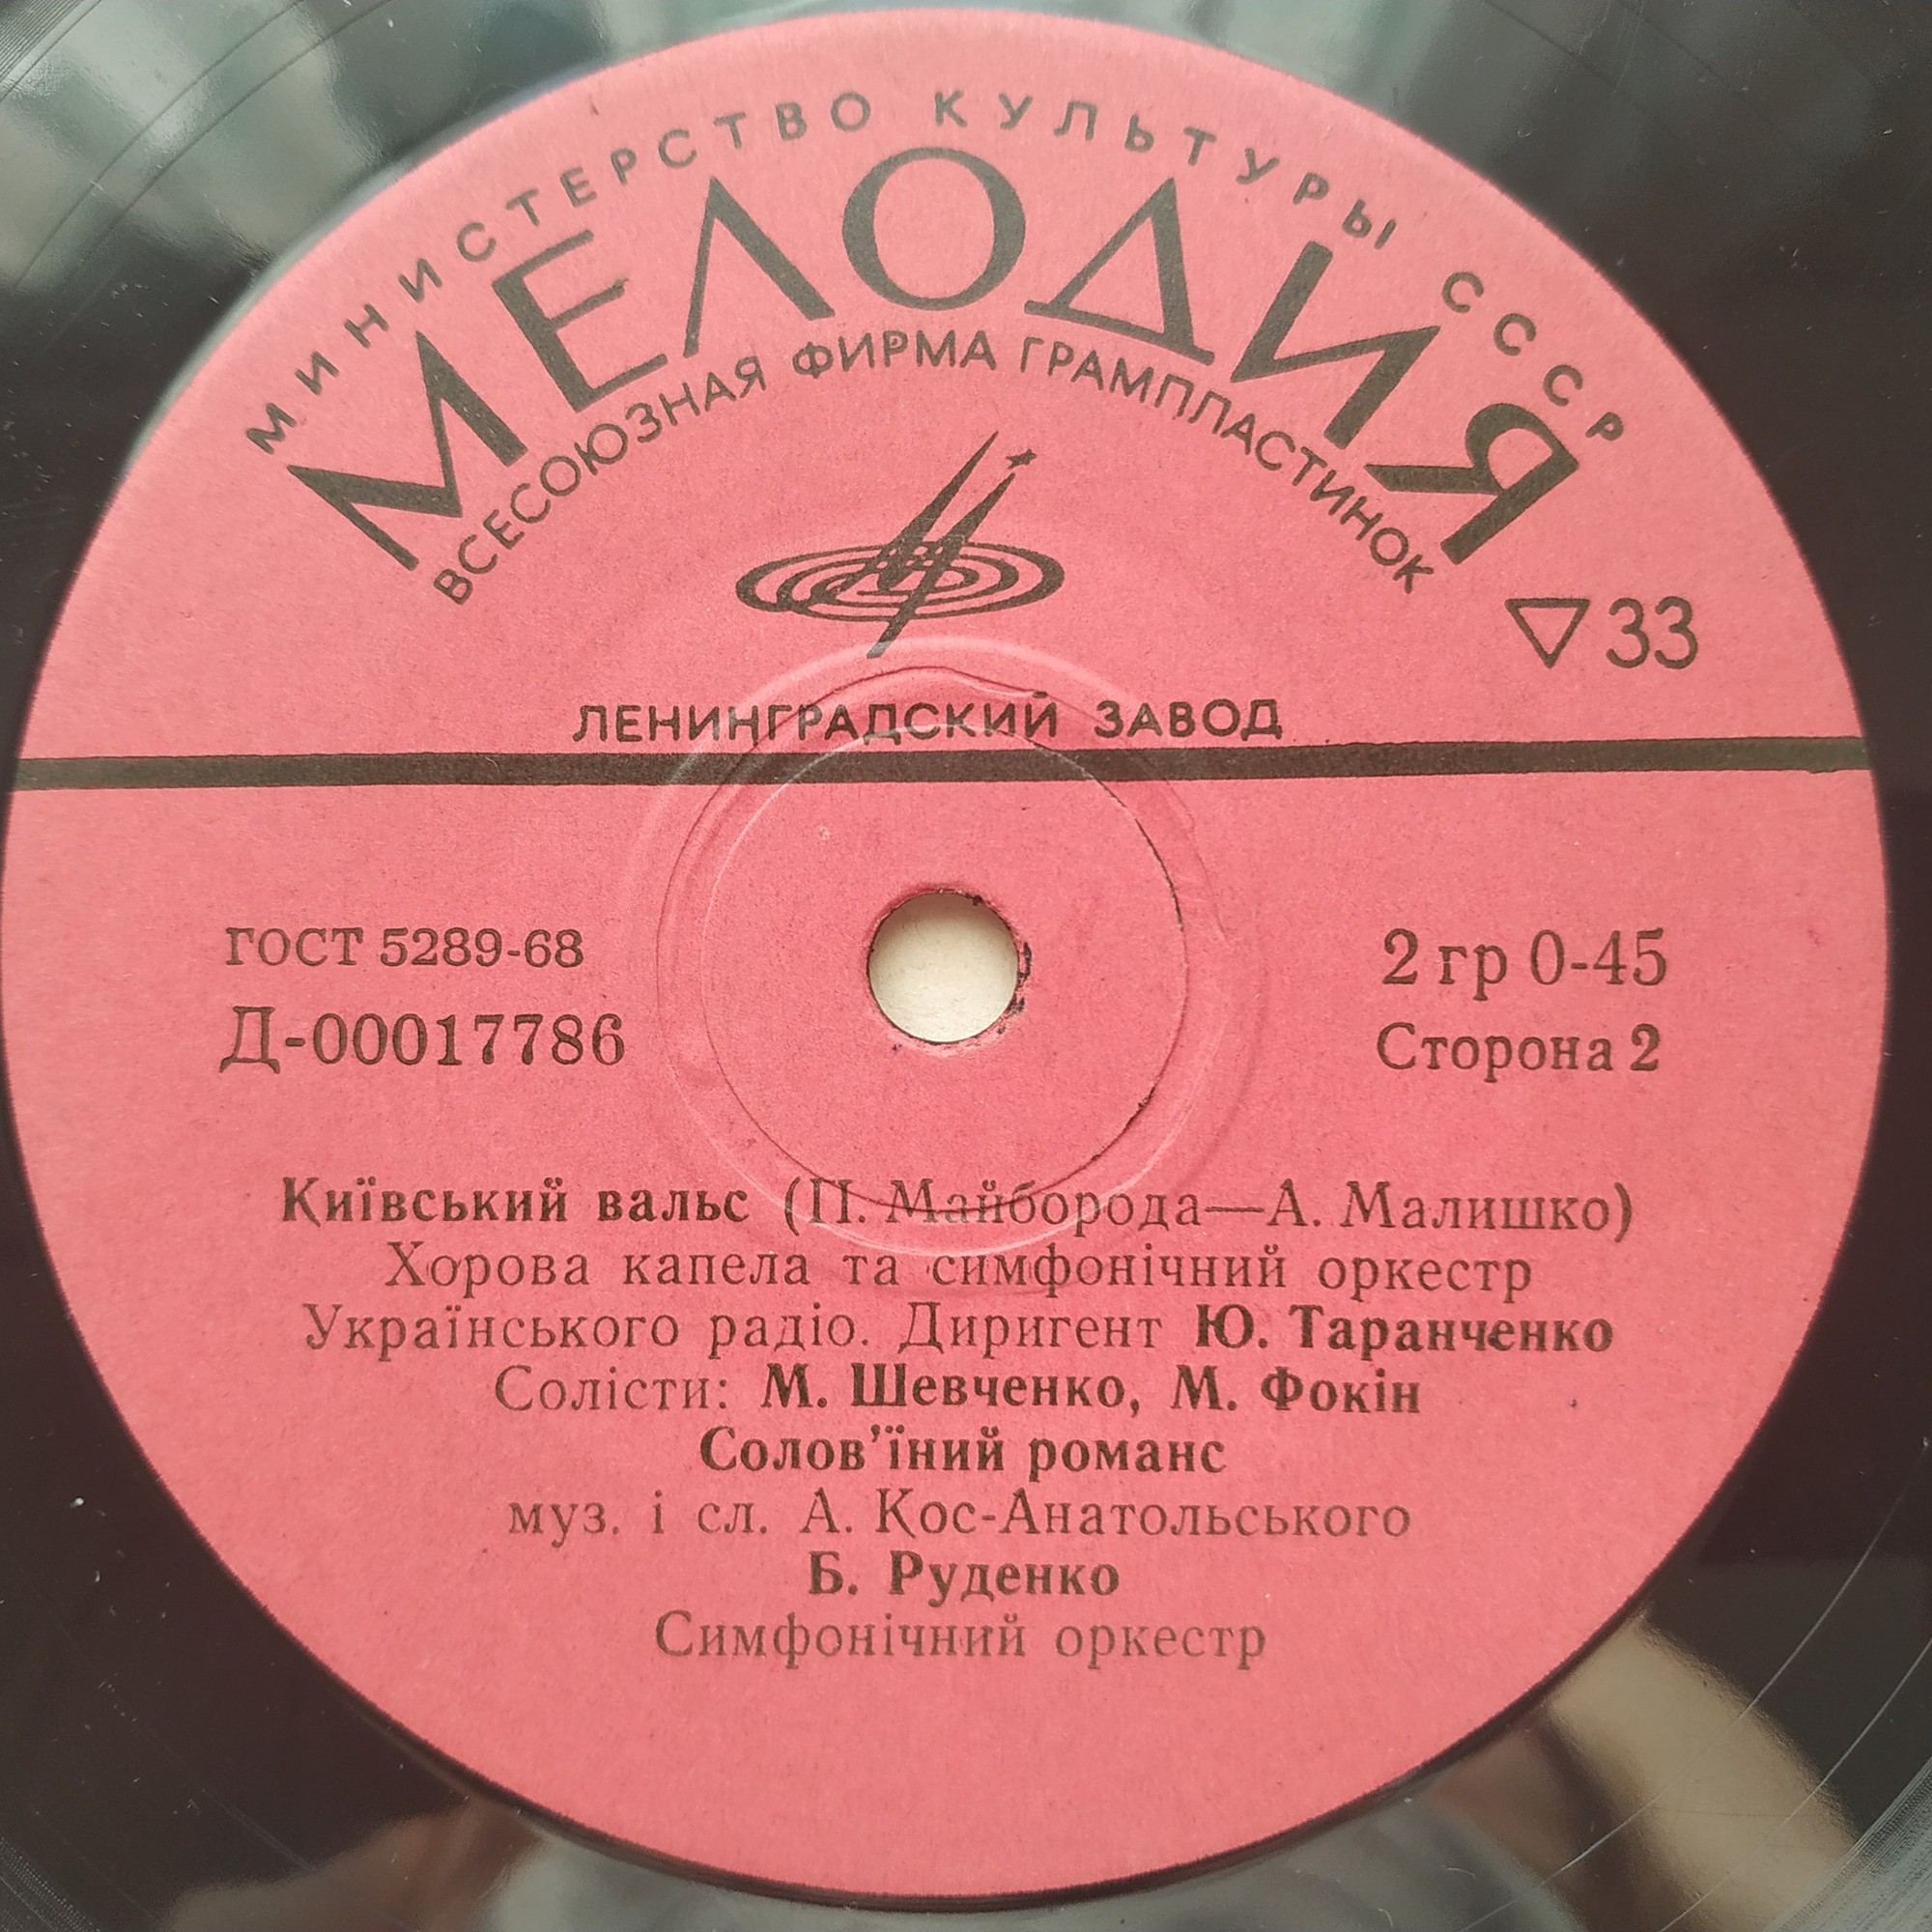 МИНИСТЕРСТВО КУЛЬТУРЫ СССР
МЕЛОДИЯ
ВСЕСОЮЗНАЯ ФИРМА ГРАМПЛАСТИНОК
▽ 33
ЛЕНИНГРАДСКИЙ ЗАВОД
ГОСТ 5289-68
Д-00017786
2 гр 0-45
Сторона 2
Київський вальс (П. Майборода—А. Малишко)
Хорова капела та симфонічний оркестр
Українського радіо. Диригент Ю. Таранченко
Солісти: М. Шевченко, М. Фокін
Солов’їний романс
муз. і сл. А. Кос-Анатольського
Б. Руденко
Симфонічний оркестр